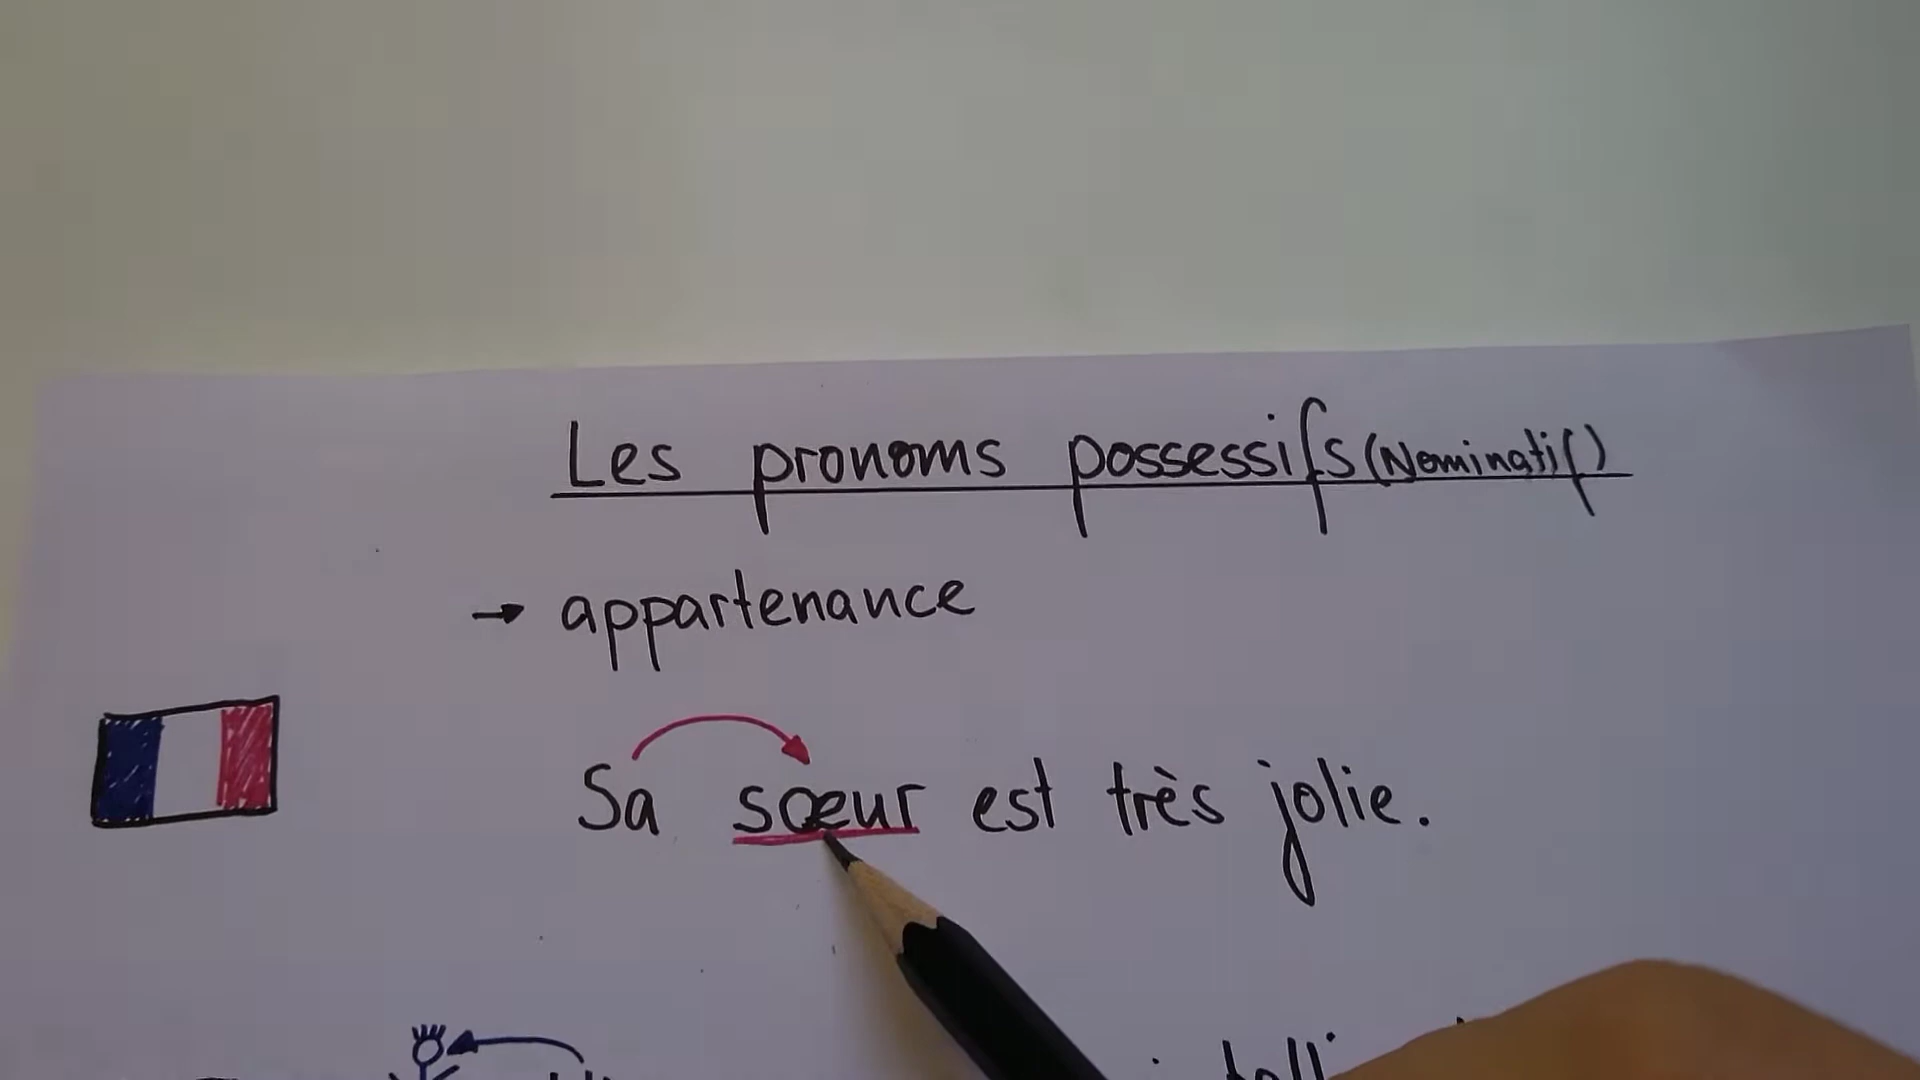 Les pronoms possessifs (Nominatif)
→ appartenance
Sa sœur est très jolie.